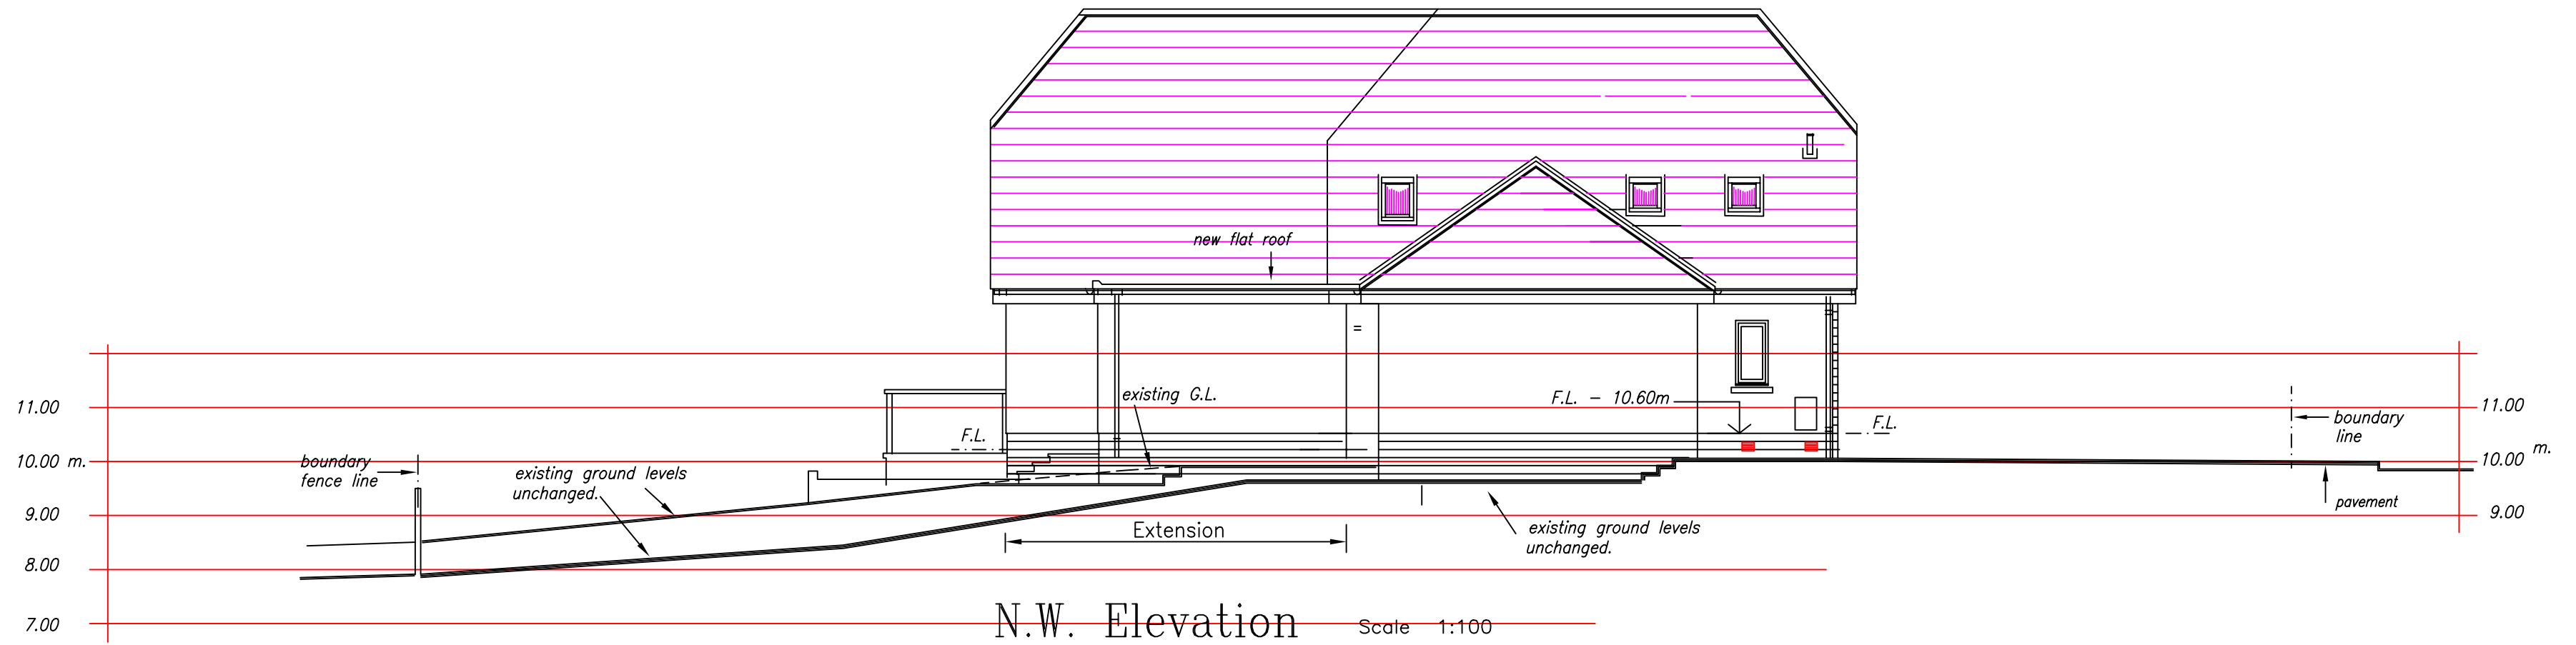 new flat roof
existing G.L.
F.L. - 10.60m
11.00
11.00
F.L.
boundary
line
F.L.
10.00 m.
boundary
fence line
existing ground levels
unchanged.
10.00 m.
9.00
pavement
9.00
Extension
existing ground levels
unchanged.
8.00
7.00
N.W. Elevation
Scale 1:100